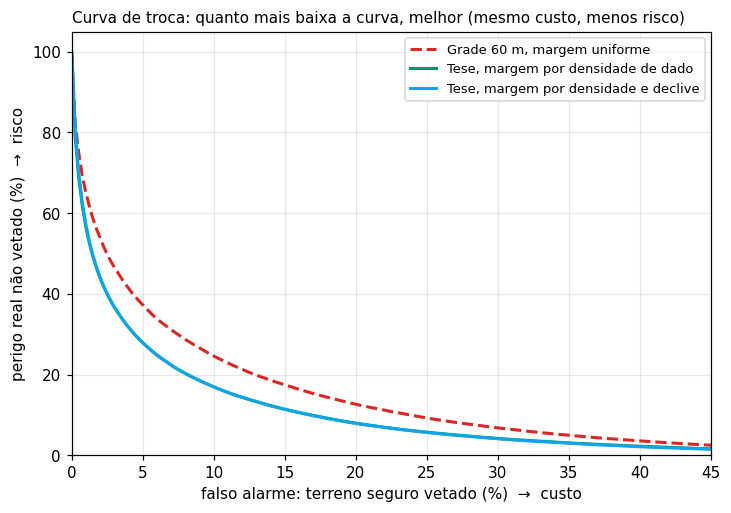 Curva de troca: quanto mais baixa a curva, melhor (mesmo custo, menos risco)
Grade 60 m, margem uniforme
Tese, margem por densidade de dado
Tese, margem por densidade e declive
perigo real não vetado (%) → risco
100
80
60
40
20
0
0 5 10 15 20 25 30 35 40 45
falso alarme: terreno seguro vetado (%) → custo